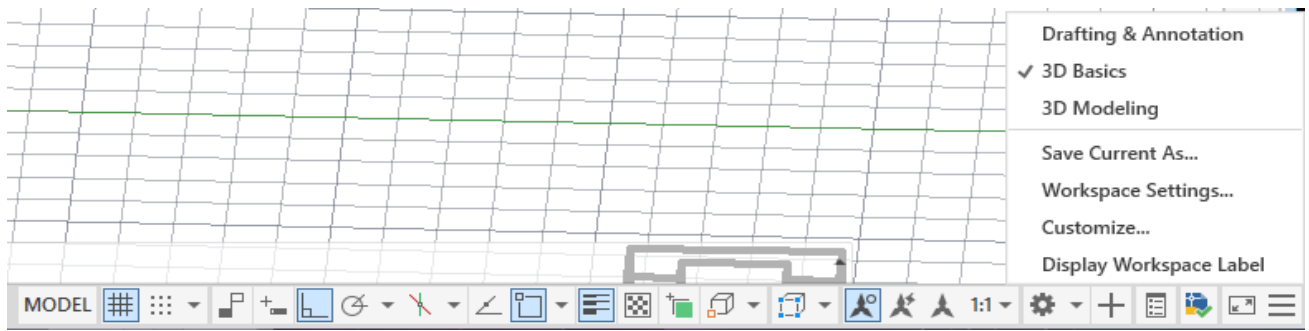 Drafting & Annotation
3D Basics
3D Modeling
Save Current As...
Workspace Settings...
Customize...
Display Workspace Label
MODEL 1:1